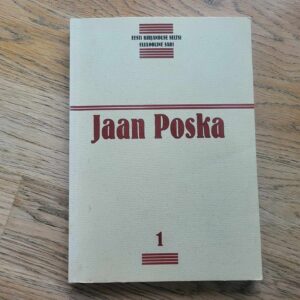 EESTI KIRJANDUSE SELTSI
ELULOOLINE SARI
Jaan Poska
1